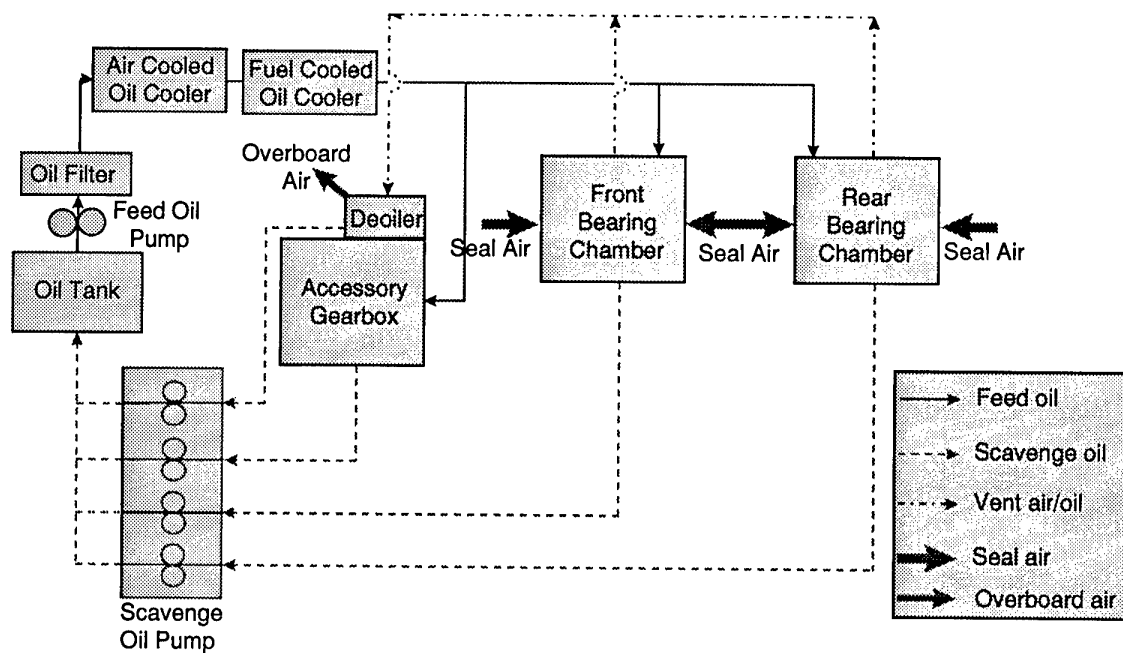 Air Cooled
Oil Cooler
Fuel Cooled
Oil Cooler
Overboard
Air
Oil Filter
Feed Oil
Pump
Deoiler
Oil Tank
Accessory
Gearbox
Seal Air
Front
Bearing
Chamber
Seal Air
Rear
Bearing
Chamber
Seal Air
Scavenge
Oil Pump
Feed oil
Scavenge oil
Vent air/oil
Seal air
Overboard air